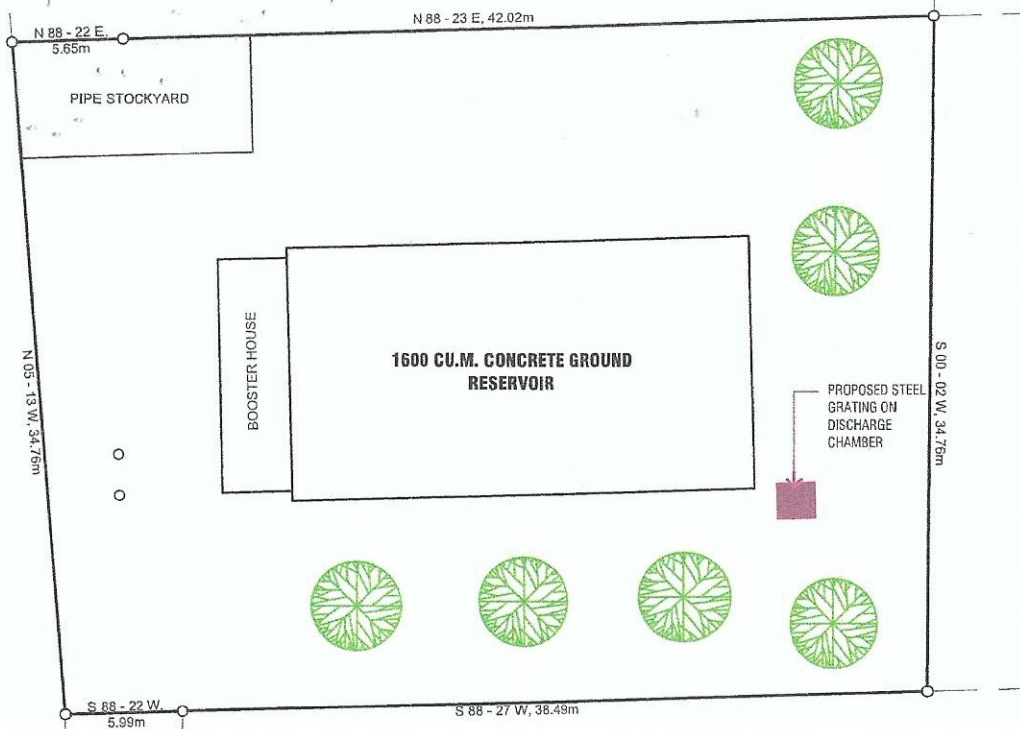 N 88 - 23 E, 42.02m
N 88 - 22 E,
5.65m
PIPE STOCKYARD
BOOSTER HOUSE
1600 CU.M. CONCRETE GROUND
RESERVOIR
N 05 - 13 W, 34.76m
S 00 - 02 W, 34.76m
PROPOSED STEEL
GRATING ON
DISCHARGE
CHAMBER
S 88 - 22 W,
5.99m
S 88 - 27 W, 38.49m